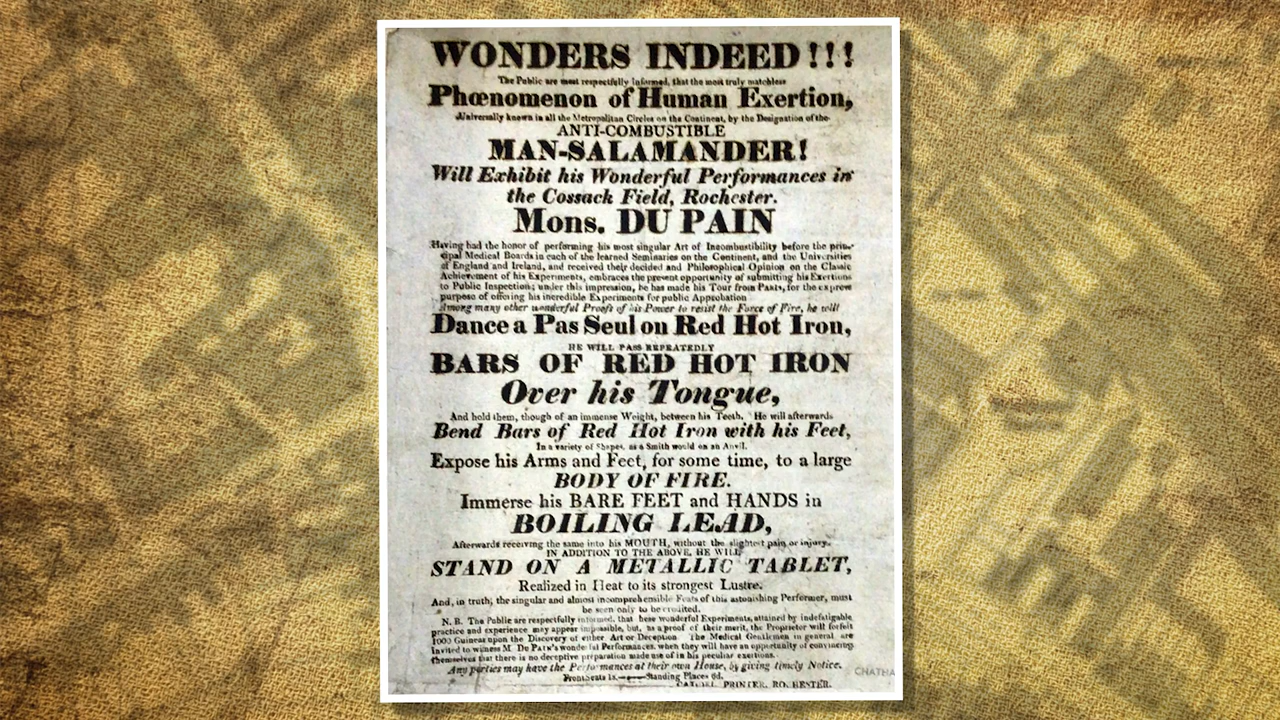 WONDERS INDEED!!!
The Public are most respectfully Informed, that the most truly matchless
Phœnomenon of Human Exertion,
Universally known in all the Metropolitan Circles on the Continent, by the Designation of the
ANTI-COMBUSTIBLE
MAN-SALAMANDER!
Will Exhibit his Wonderful Performances in
the Cossack Field, Rochester.
Mons. DU PAIN
Having had the honor of performing his most singular Art of Incombustibility before the prin-
cipal Medical Boards in each of the learned Seminaries on the Continent, and the Universities
of England and Ireland, and received their decided and Philosophical Opinion on the Classic
Achievement of his Experiments, embraces the present opportunity of submitting his Exertions
to Public Inspection; under this impression, he has made his Tour from PARIS, for the express
purpose of offering his incredible Experiments for public Approbation
Among many other wonderful Proofs of his Power to resist the Force of Fire, he will
Dance a Pas Seul on Red Hot Iron,
HE WILL PASS REPEATEDLY
BARS OF RED HOT IRON
Over his Tongue,
And hold them, though of an immense Weight, between his Teeth. He will afterwards
Bend Bars of Red Hot Iron with his Feet,
In a variety of Shapes, as a Smith would on an Anvil.
Expose his Arms and Feet, for some time, to a large
BODY OF FIRE.
Immerse his BARE FEET and HANDS in
BOILING LEAD,
Afterwards receiving the same into his MOUTH, without the slightest pain or injury.
IN ADDITION TO THE ABOVE, HE WILL
STAND ON A METALLIC TABLET,
Realized in Heat to its strongest Lustre.
And, in truth, the singular and almost incomprehensible Feats of this astonishing Performer, must
be seen only to be credited.
N. B. The Public are respectfully informed, that hese wonderful Experiments, attained by indefatigable
practice and experience may appear impossible, but, as a proof of their merit, the Proprietor will forfeit
1000 Guineas upon the Discovery of either Art or Deception The Medical Gentlemen in general are
Invited to witness M. DU PAIN's wonderful Performances, when they will have an opportunity of convincing
themselves that there is no deceptive preparation made use of in his peculiar exertions.
Any parties may have the Performances at their own House, by giving timely Notice.
Front Seats 1s.—Standing Places 6d.
PRINTER, ROCHESTER.
CHATHA